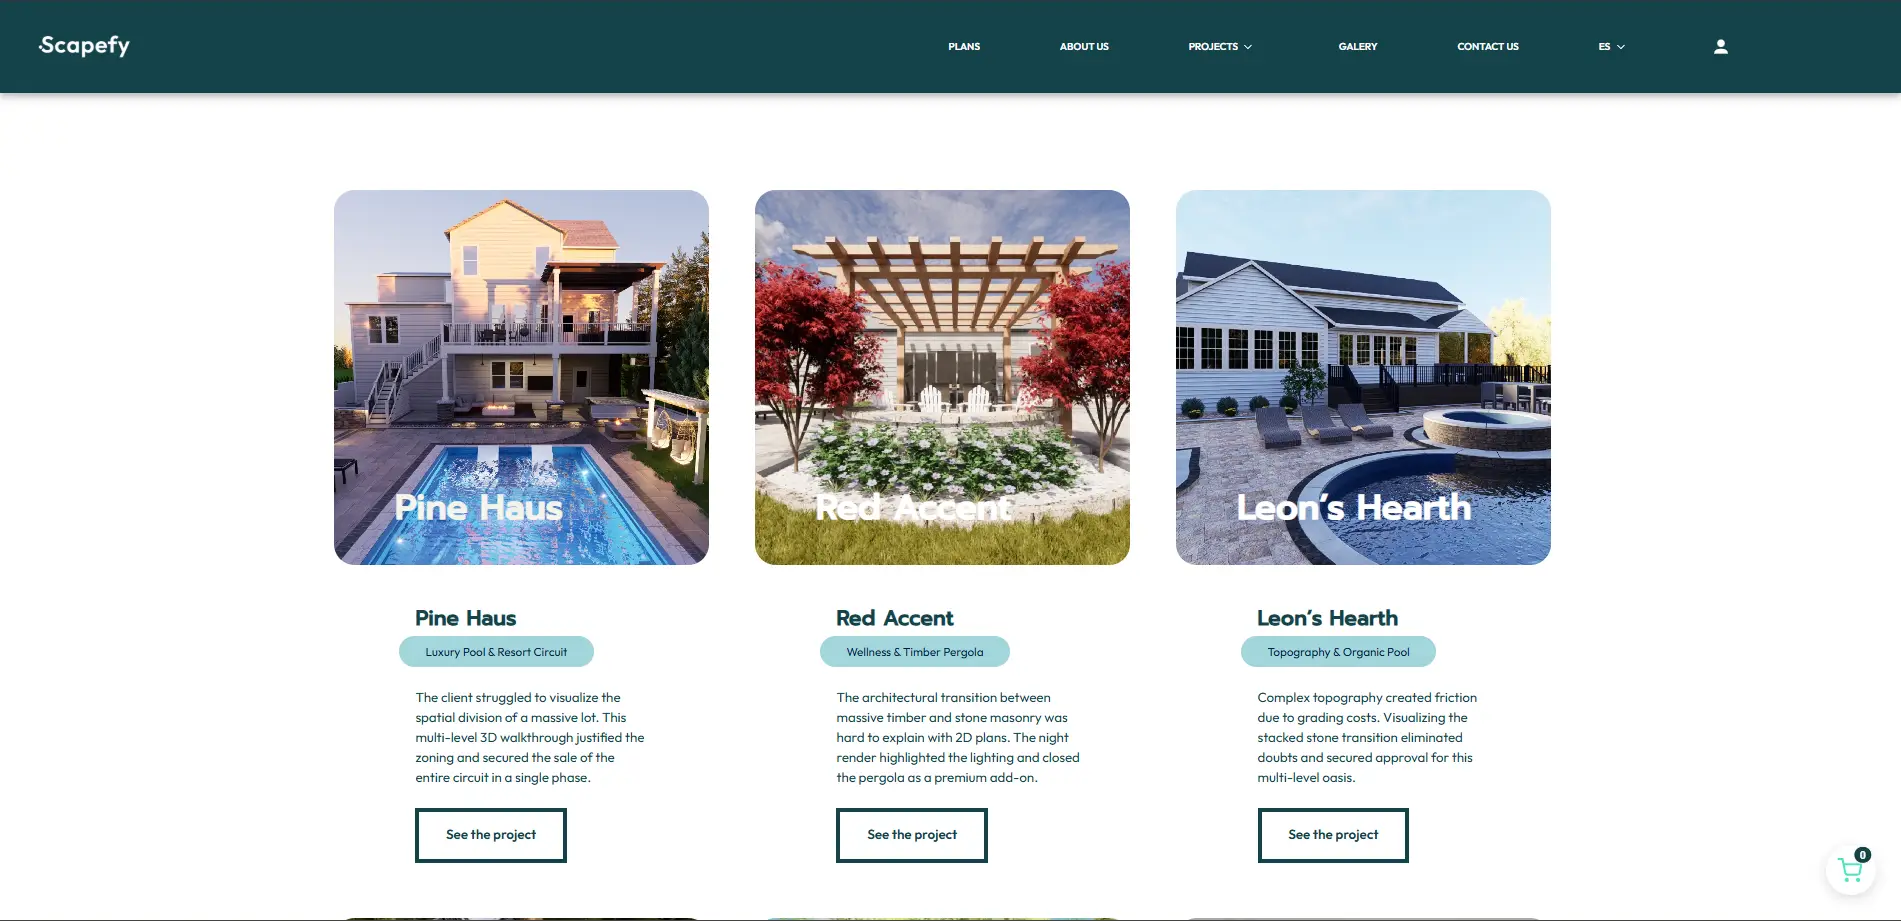 Scapefy
PLANS
ABOUT US
PROJECTS
GALERY
CONTACT US
ES
Pine Haus
Red Accent
Leon's Hearth
Pine Haus
Luxury Pool & Resort Circuit
The client struggled to visualize the
spatial division of a massive lot. This
multi-level 3D walkthrough justified the
zoning and secured the sale of the
entire circuit in a single phase.
See the project
Red Accent
Wellness & Timber Pergola
The architectural transition between
massive timber and stone masonry was
hard to explain with 2D plans. The night
render highlighted the lighting and closed
the pergola as a premium add-on.
See the project
Leon's Hearth
Topography & Organic Pool
Complex topography created friction
due to grading costs. Visualizing the
stacked stone transition eliminated
doubts and secured approval for this
multi-level oasis.
See the project
0